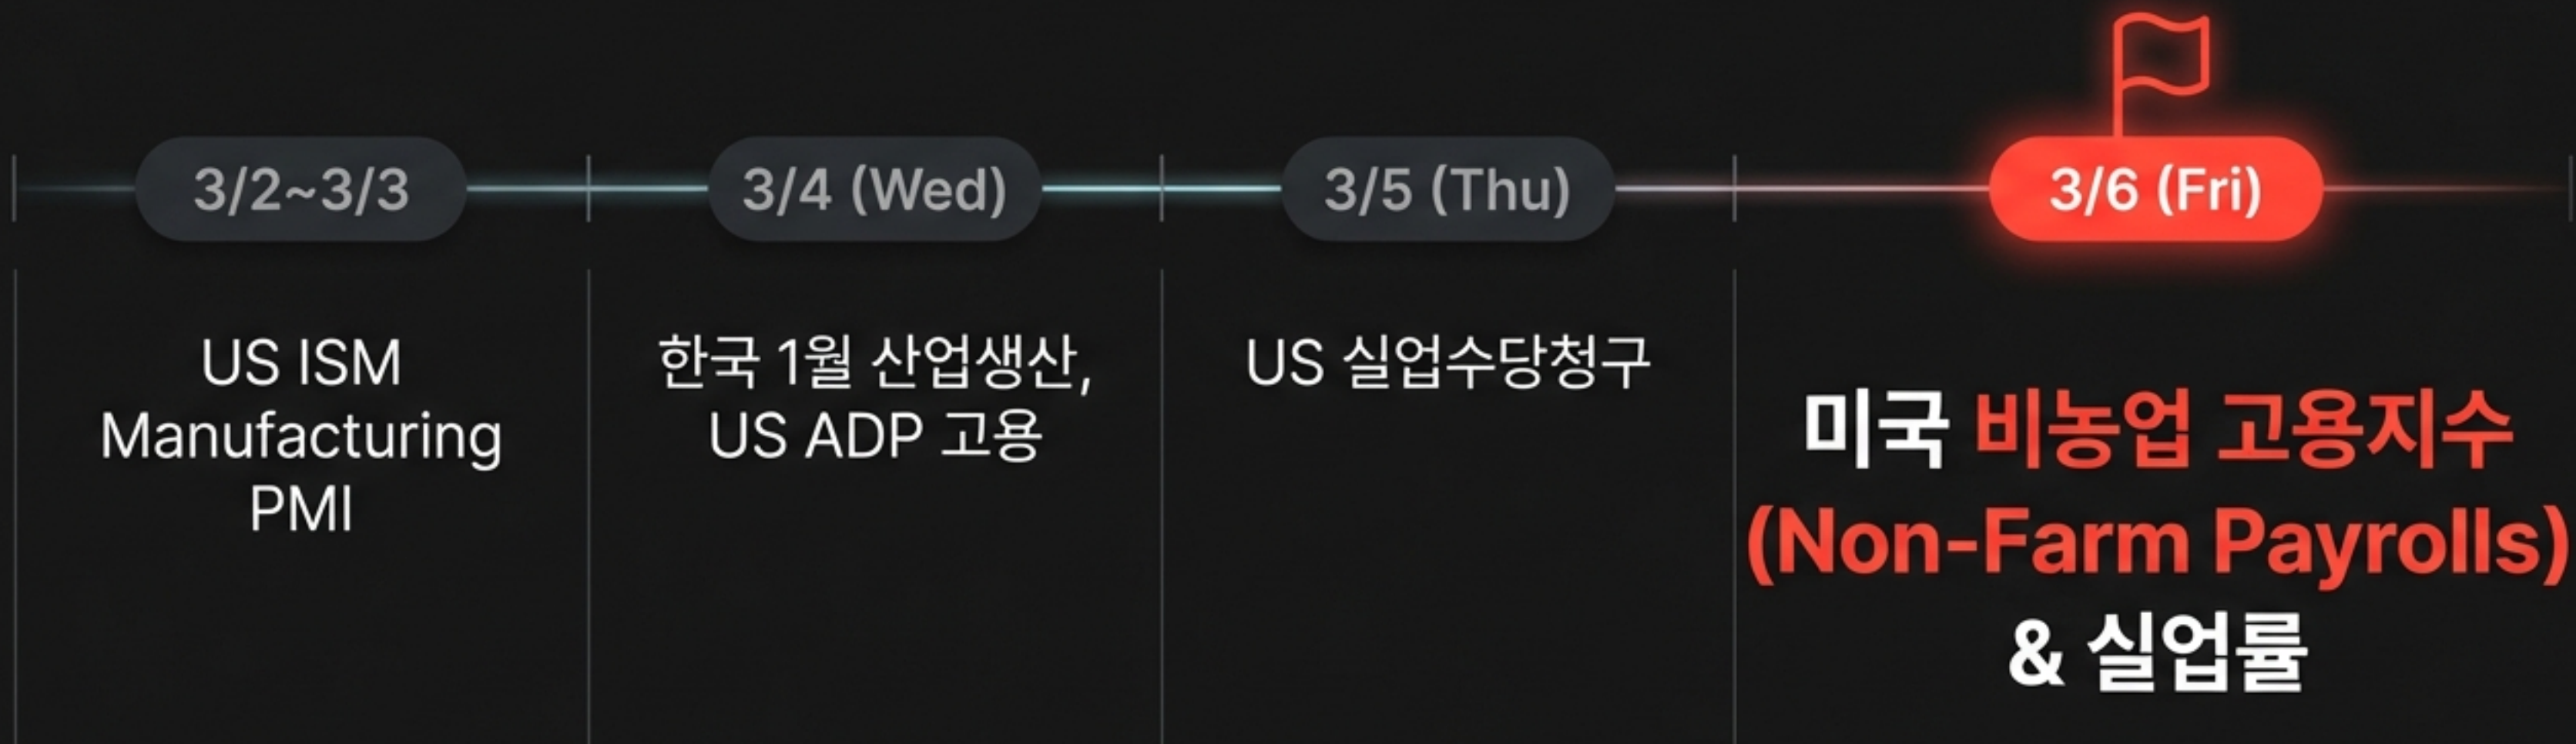 3/2~3/3
US ISM
Manufacturing
PMI
3/4 (Wed)
한국 1월 산업생산,
US ADP 고용
3/5 (Thu)
US 실업수당청구
3/6 (Fri)
미국 비농업 고용지수
(Non-Farm Payrolls)
& 실업률